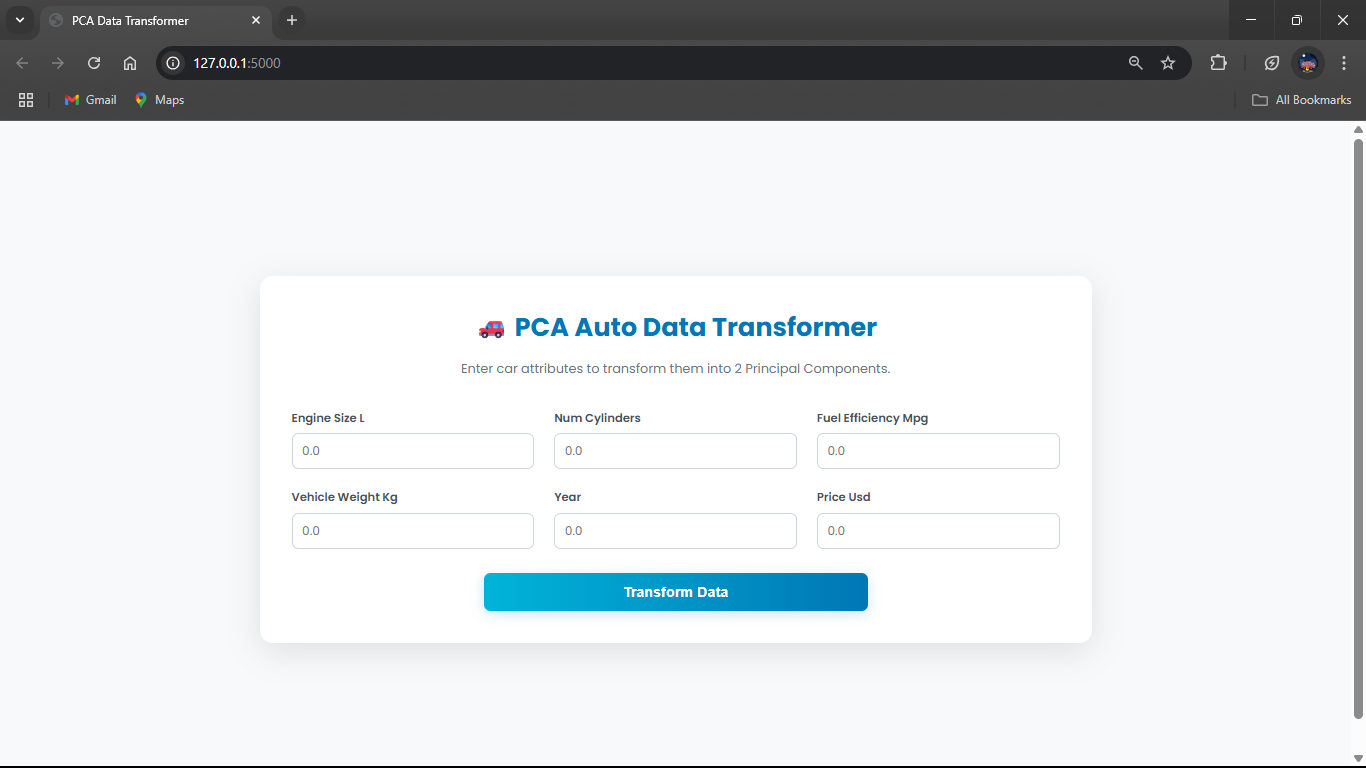 PCA Data Transformer
127.0.0.1:5000
Gmail
Maps
All Bookmarks
PCA Auto Data Transformer
Enter car attributes to transform them into 2 Principal Components.
Engine Size L
Num Cylinders
Fuel Efficiency Mpg
0.0
0.0
0.0
Vehicle Weight Kg
Year
Price Usd
0.0
0.0
0.0
Transform Data